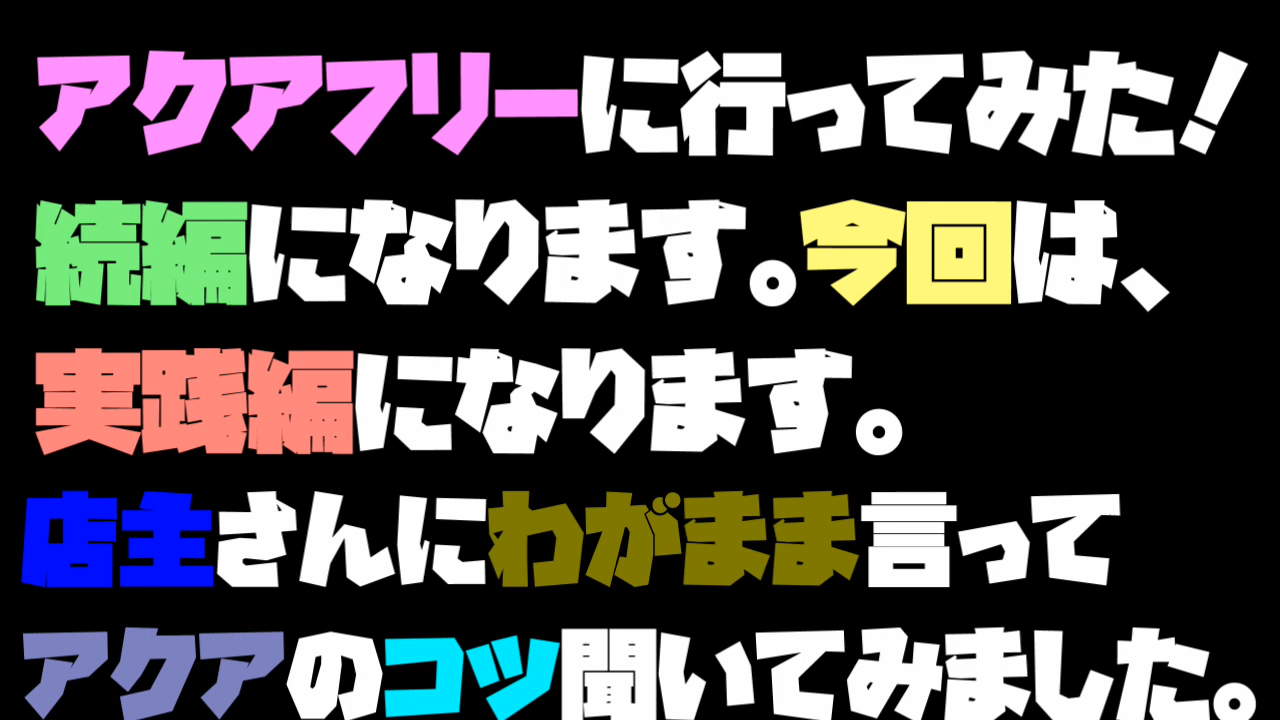 アクアフリーに行ってみた！
続編になります。今回は、
実践編になります。
店主さんにわがまま言って
アクアのコツ聞いてみました。